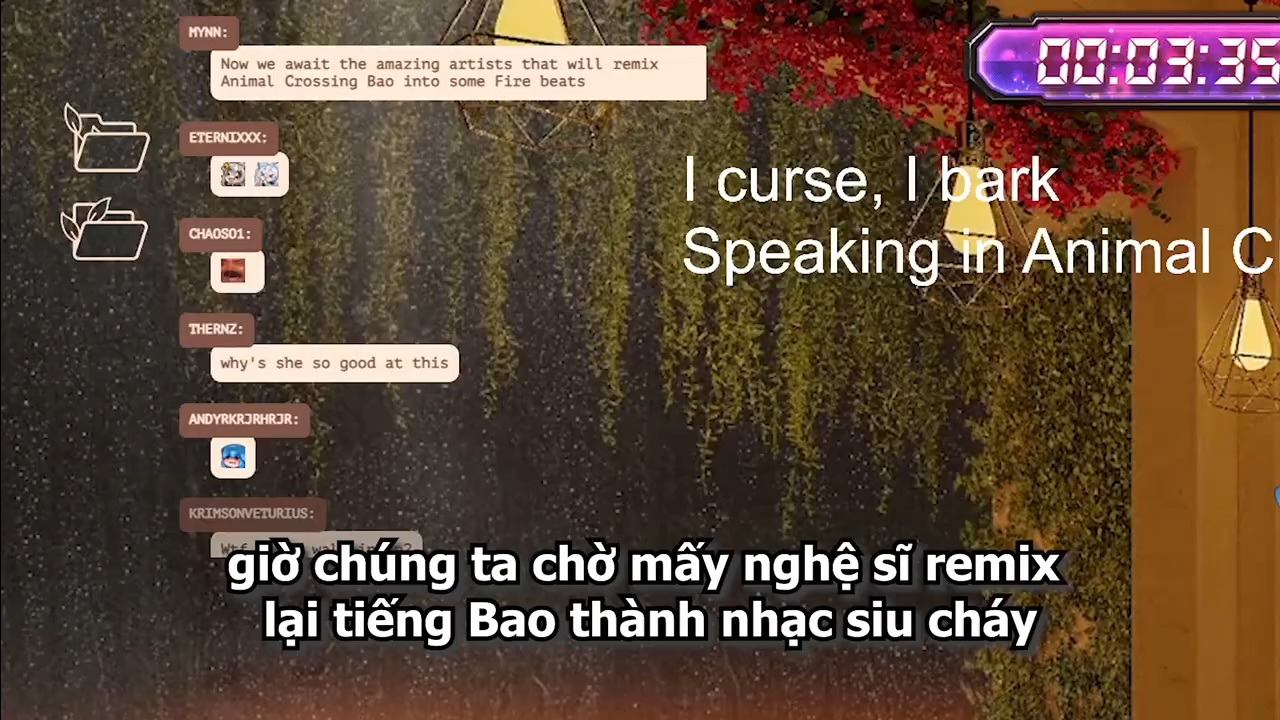 MYNN:
Now we await the amazing artists that will remix
Animal Crossing Bao into some Fire beats
00:03:35
ETERNIXXX:
I curse, I bark
Speaking in Animal C
CHAOSO1:
THERNZ:
why's she so good at this
ANDYRKRJRHRJR:
KRIMSONVETURIUS:
giờ chúng ta chờ mấy nghệ sĩ remix
lại tiếng Bao thành nhạc siu cháy